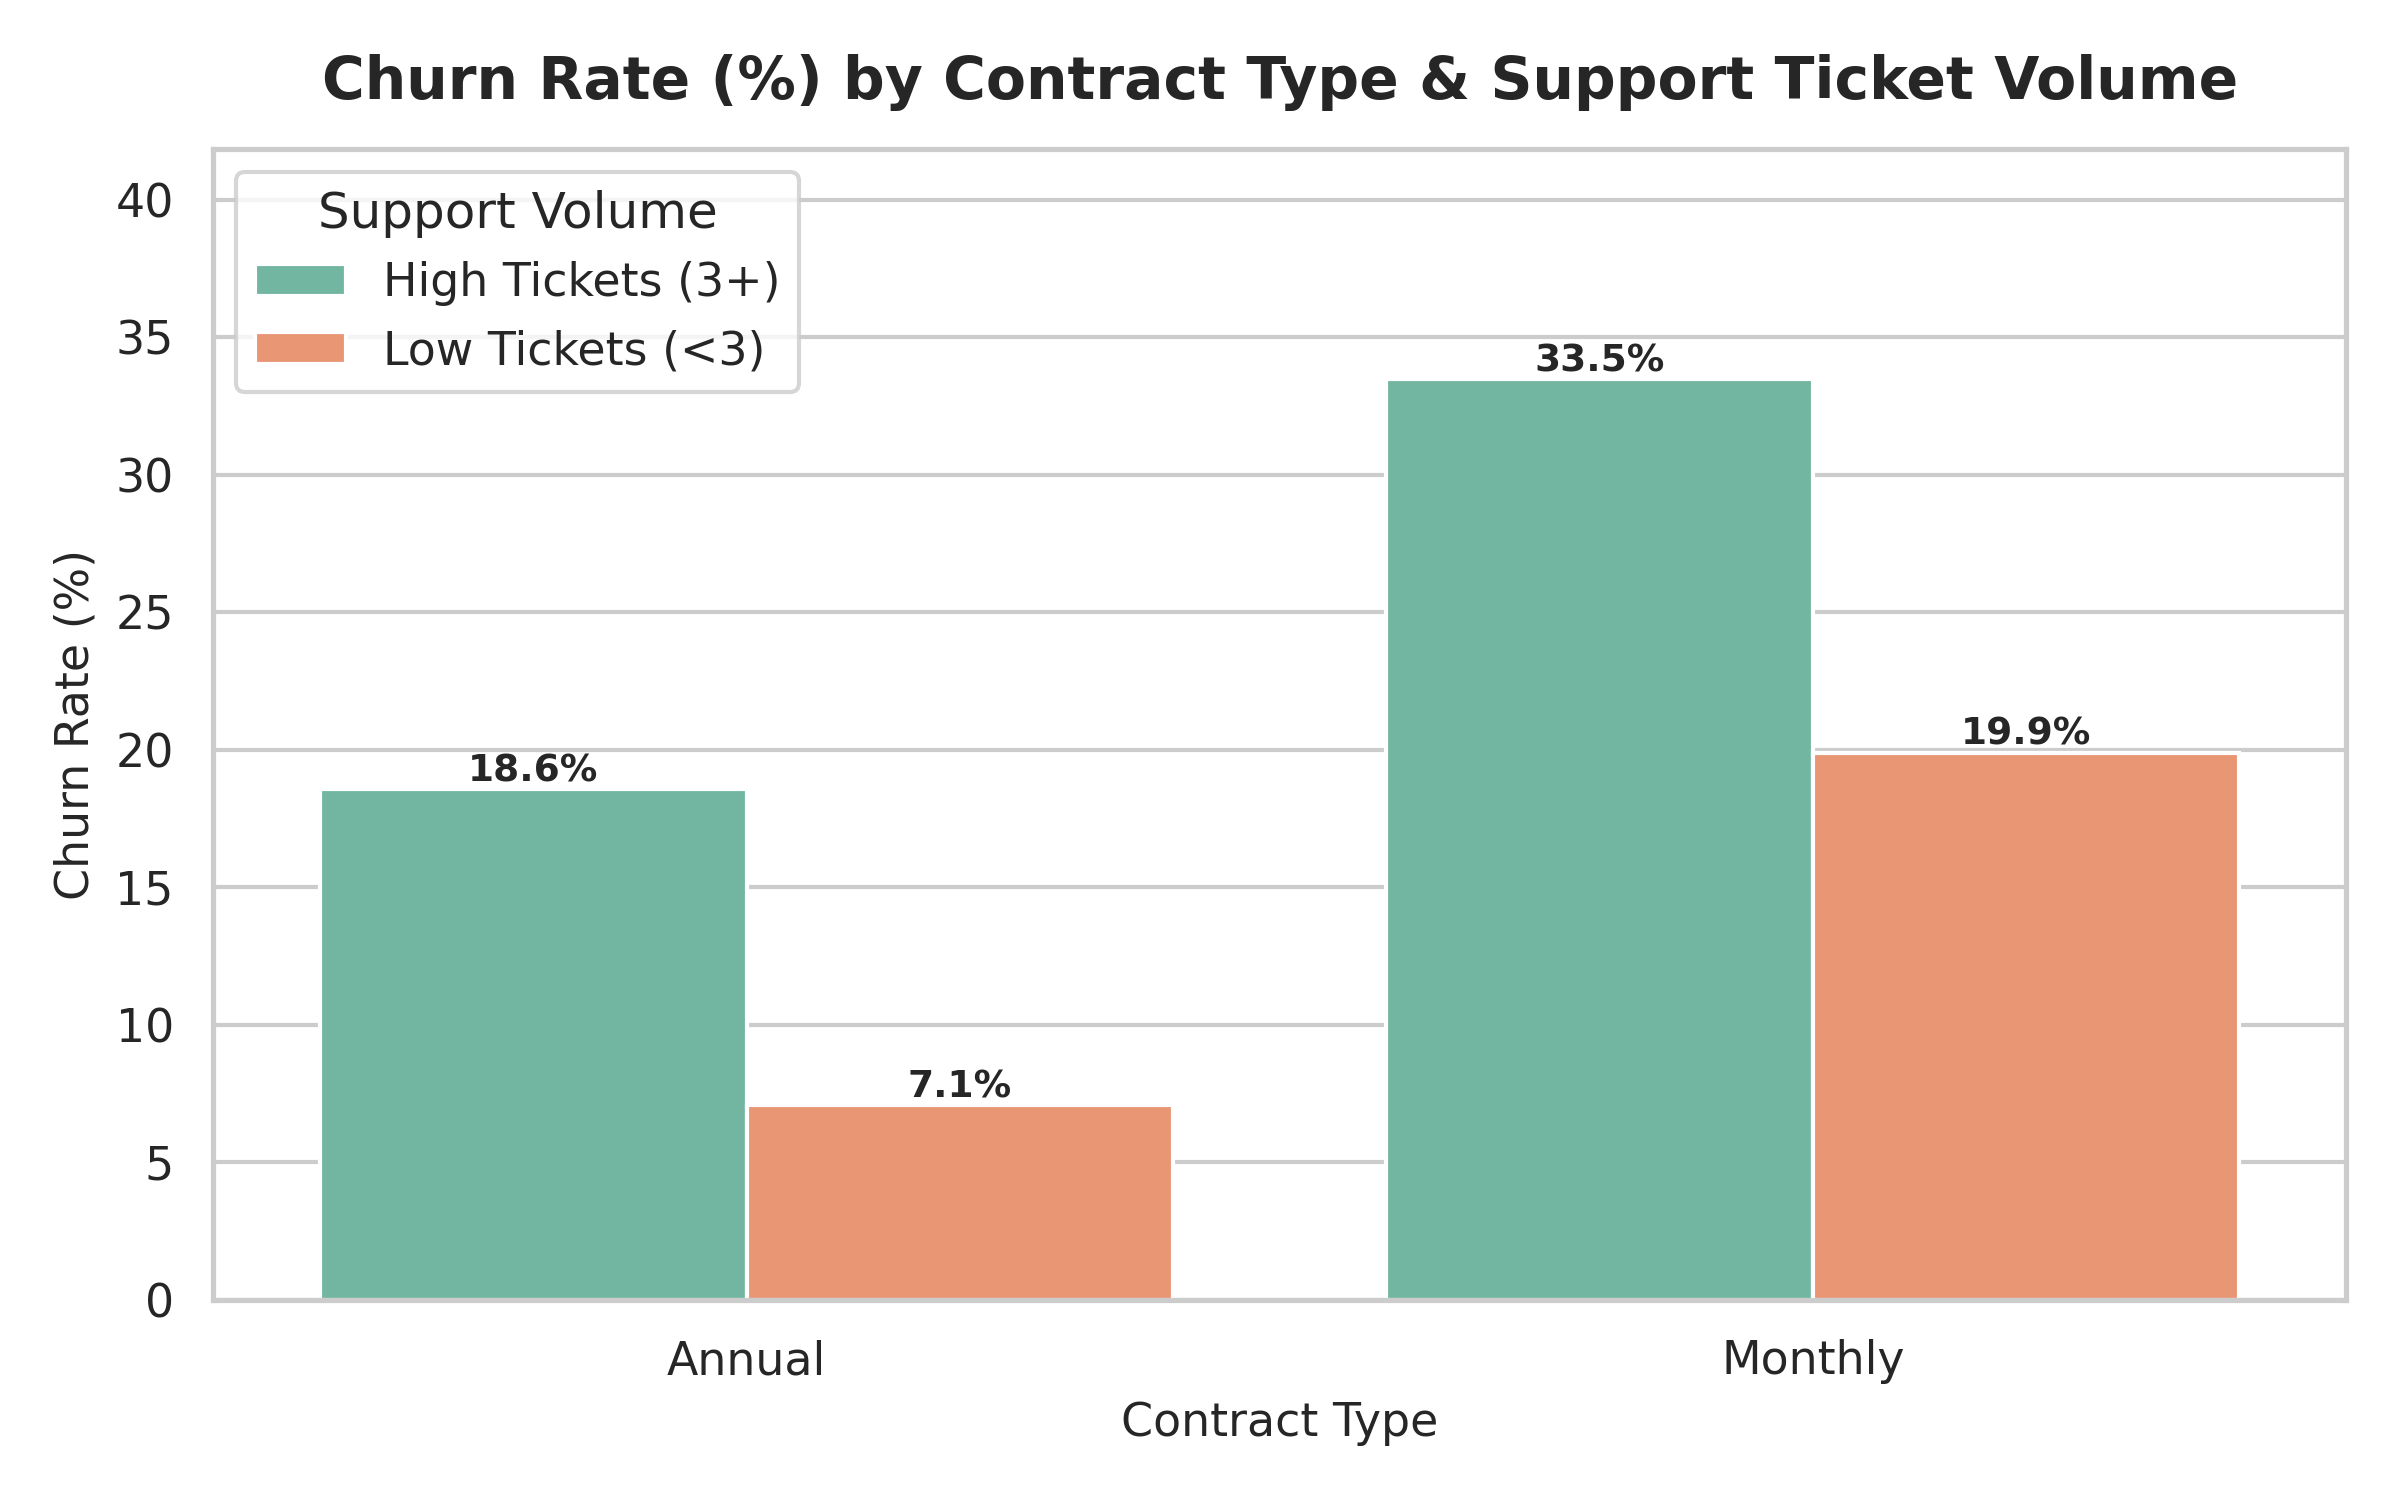 Churn Rate (%) by Contract Type & Support Ticket Volume
Support Volume
High Tickets (3+)
Low Tickets (<3)
Churn Rate (%)
40
35
30
25
20
15
10
5
0
18.6%
7.1%
33.5%
19.9%
Annual
Monthly
Contract Type